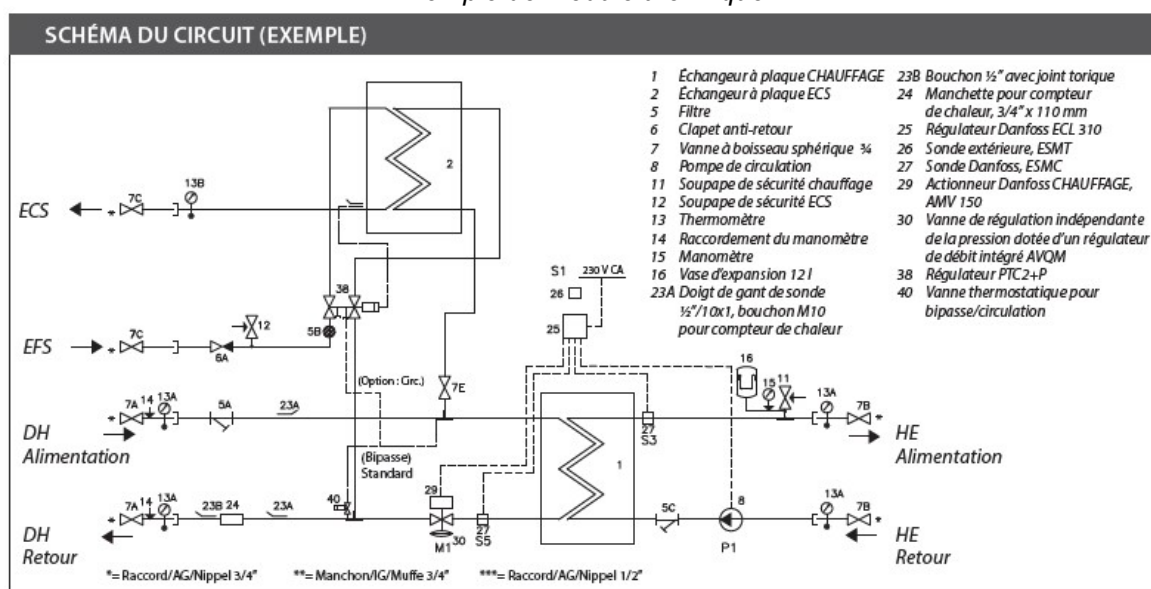 SCHÉMA DU CIRCUIT (EXEMPLE)
1 Échangeur à plaque CHAUFFAGE
2 Échangeur à plaque ECS
5 Filtre
6 Clapet anti-retour
7 Vanne à boisseau sphérique ¾
8 Pompe de circulation
11 Soupape de sécurité chauffage
12 Soupape de sécurité ECS
13 Thermomètre
14 Raccordement du manomètre
15 Manomètre
16 Vase d'expansion 12 l
23A Doigt de gant de sonde
½"/10x1, bouchon M10
pour compteur de chaleur
23B Bouchon ½" avec joint torique
24 Manchette pour compteur
de chaleur, 3/4" x 110 mm
25 Régulateur Danfoss ECL 310
26 Sonde extérieure, ESMT
27 Sonde Danfoss, ESMC
29 Actionneur Danfoss CHAUFFAGE,
AMV 150
30 Vanne de régulation indépendante
de la pression dotée d'un régulateur
de débit intégré AVQM
38 Régulateur PTC2+P
40 Vanne thermostatique pour
bipasse/circulation
2
ECS * 7C 13B
38
S1 230 V CA
26
25
EFS * 7C 6A 12 5B
(Option : Circ.)
7E
16 15 11
* 7A 14 13A 5A 23A
27 S3
13A 7B *
DH
Alimentation
HE
Alimentation
(Bipasse)
Standard
1
* 7A 14 13A 23B 24 23A 40 29 M1 30 27 S5 5C 8 P1 13A 7B *
DH
Retour
HE
Retour
*= Raccord/AG/Nippel 3/4" **= Manchon/IG/Muffe 3/4" ***= Raccord/AG/Nippel 1/2"